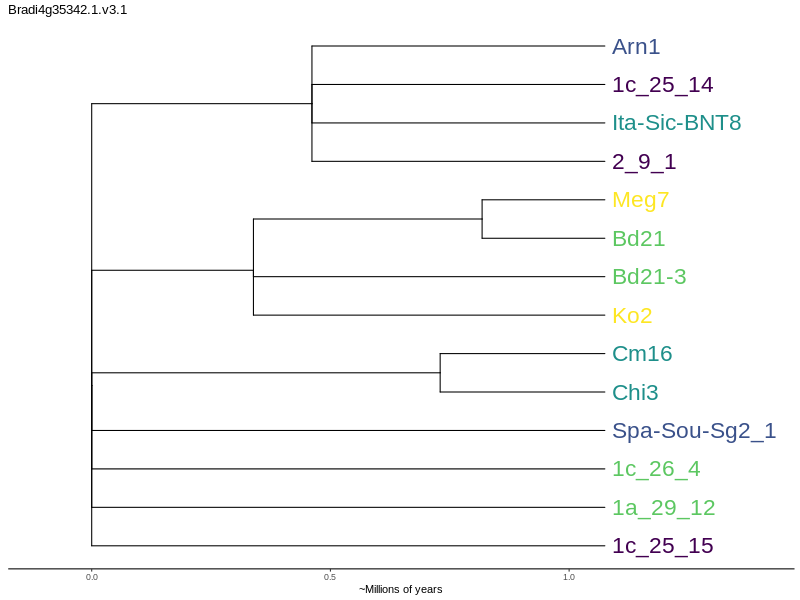 Bradi4g35342.1.v3.1
Arn1
1c_25_14
Ita-Sic-BNT8
2_9_1
Meg7
Bd21
Bd21-3
Ko2
Cm16
Chi3
Spa-Sou-Sg2_1
1c_26_4
1a_29_12
1c_25_15
0.0 0.5 1.0
~Millions of years